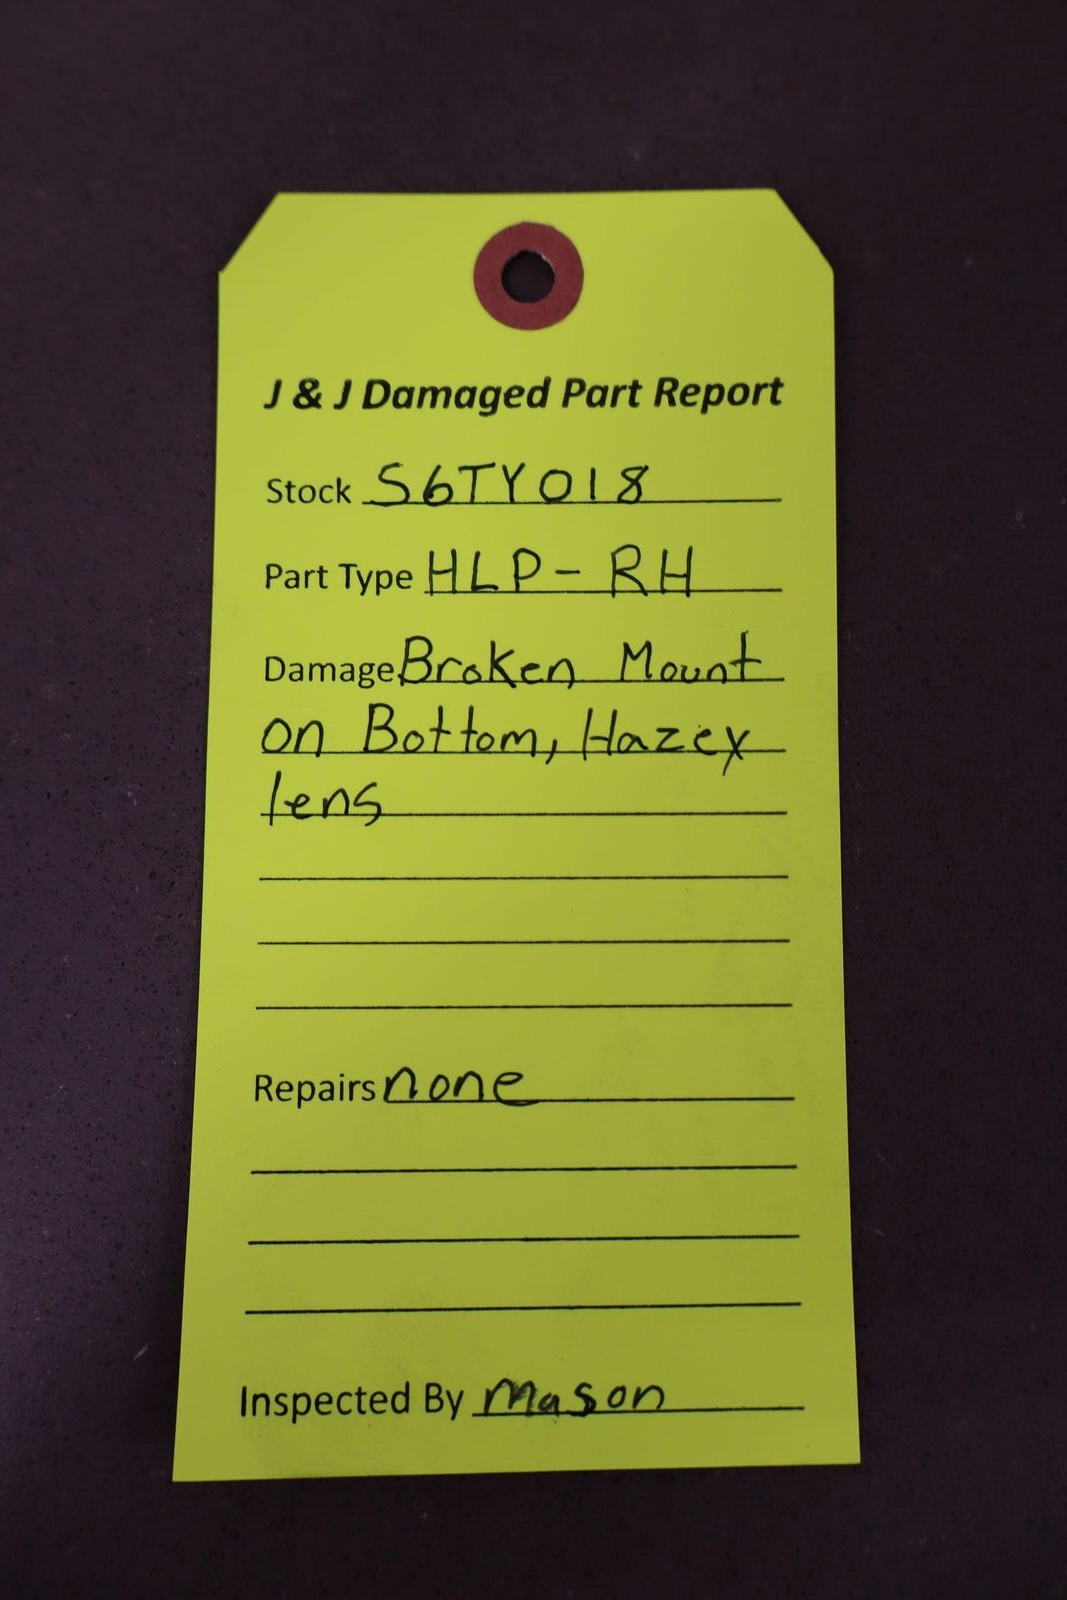 J & J Damaged Part Report
Stock S6TY018
Part Type HLP - RH
Damage Broken Mount
on Bottom, Hazey
lens
Repairs none
Inspected By Mason